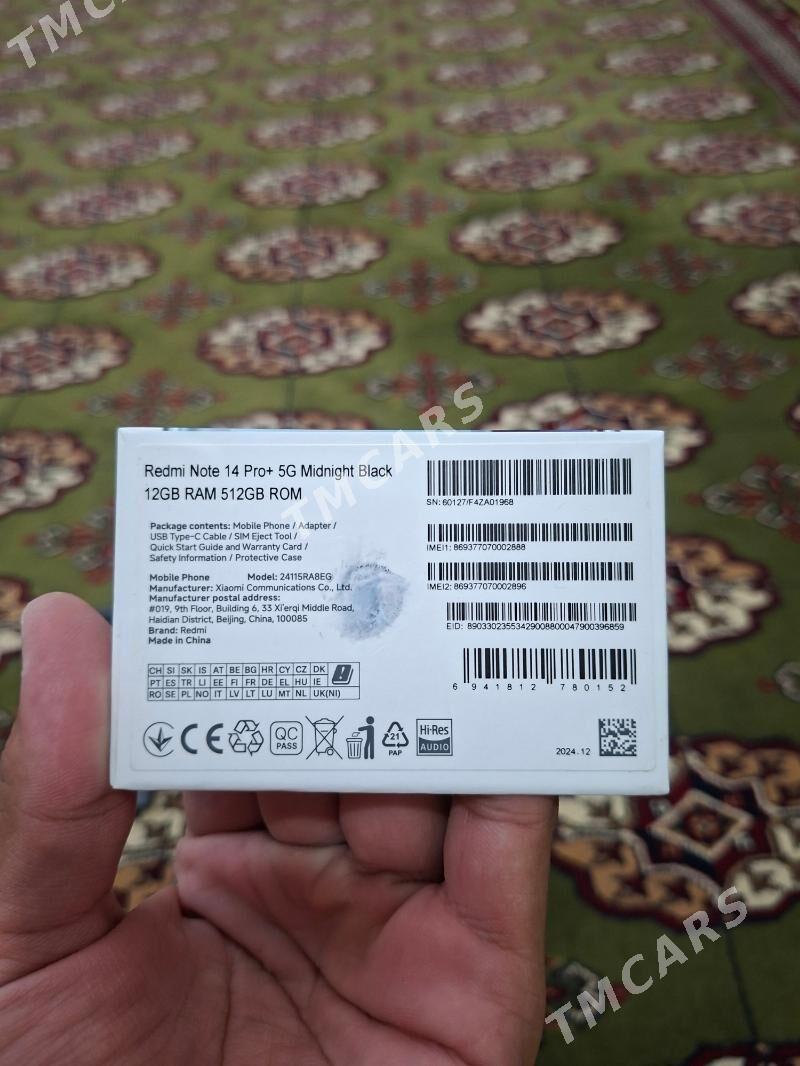 TMCARS
TMCARS
Redmi Note 14 Pro+ 5G Midnight Black
12GB RAM 512GB ROM
Package contents: Mobile Phone / Adapter /
USB Type-C Cable / SIM Eject Tool /
Quick Start Guide and Warranty Card /
Safety Information / Protective Case
Mobile Phone Model: 24115RA8EG
Manufacturer: Xiaomi Communications Co., Ltd.
Manufacturer postal address:
#019, 9th Floor, Building 6, 33 Xi'erqi Middle Road,
Haidian District, Beijing, China, 100085
Brand: Redmi
Made in China
SN: 60127/F4ZA01968
IMEI1: 869377070002888
IMEI2: 869377070002896
EID: 89033023553429008800047900396859
6 941812 780152
CH SI SK IS AT BE BG HR CY CZ DK
PT ES TR LI EE FI FR DE EL HU IE
RO SE PL NO IT LV LT LU MT NL UK(NI)
CE
QC
PASS
21
PAP
Hi-Res
AUDIO
2024.12
TMCARS
TMCARS